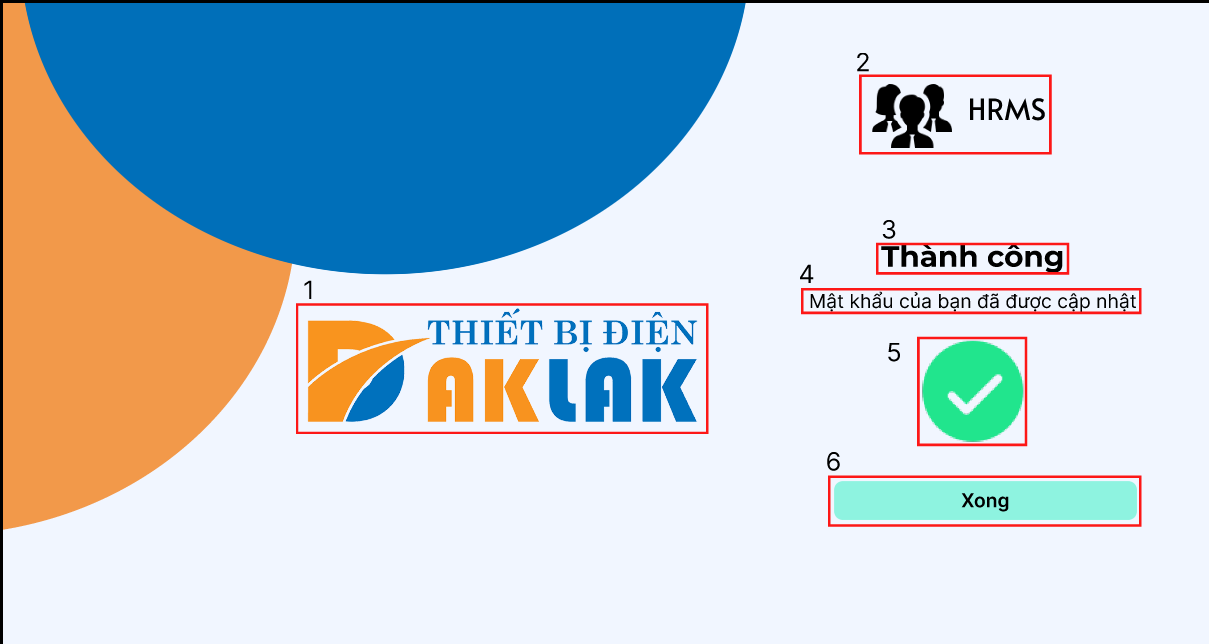 1
THIẾT BỊ ĐIỆN
DAKLAK
2
HRMS
3
Thành công
4
Mật khẩu của bạn đã được cập nhật
5
6
Xong